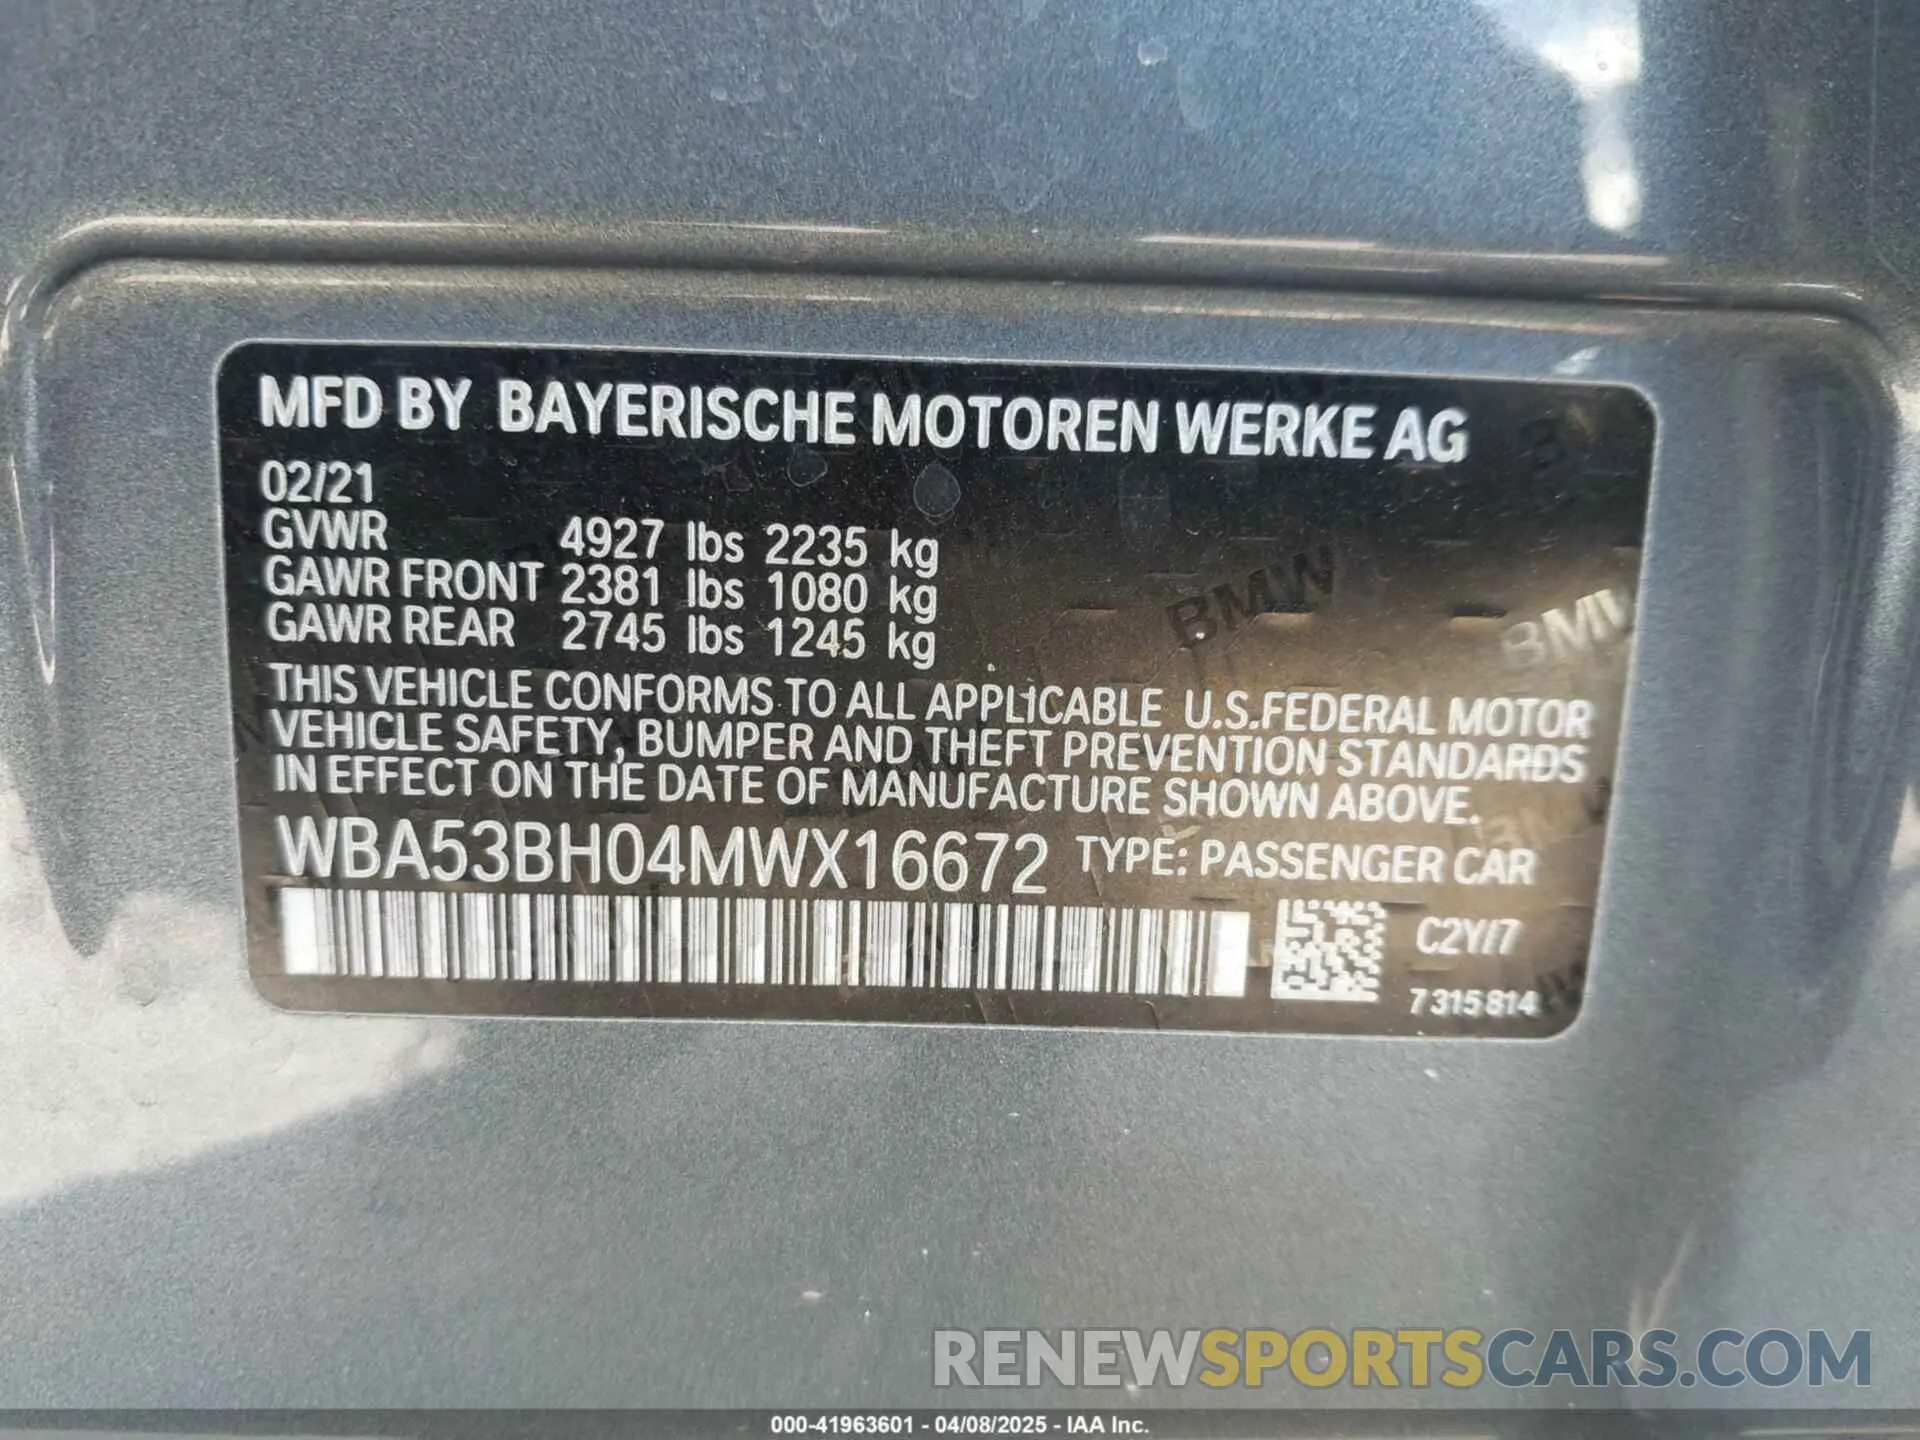 MFD BY BAYERISCHE MOTOREN WERKE AG
02/21
GVWR 4927 lbs 2235 kg
GAWR FRONT 2381 lbs 1080 kg
GAWR REAR 2745 lbs 1245 kg
THIS VEHICLE CONFORMS TO ALL APPLICABLE U.S.FEDERAL MOTOR
VEHICLE SAFETY, BUMPER AND THEFT PREVENTION STANDARDS
IN EFFECT ON THE DATE OF MANUFACTURE SHOWN ABOVE.
WBA53BH04MWX16672 TYPE: PASSENGER CAR
C2Y/7
7 315 814
BMW
BMW
RENEWSPORTSCARS.COM
000-41963601 - 04/08/2025 - IAA Inc.